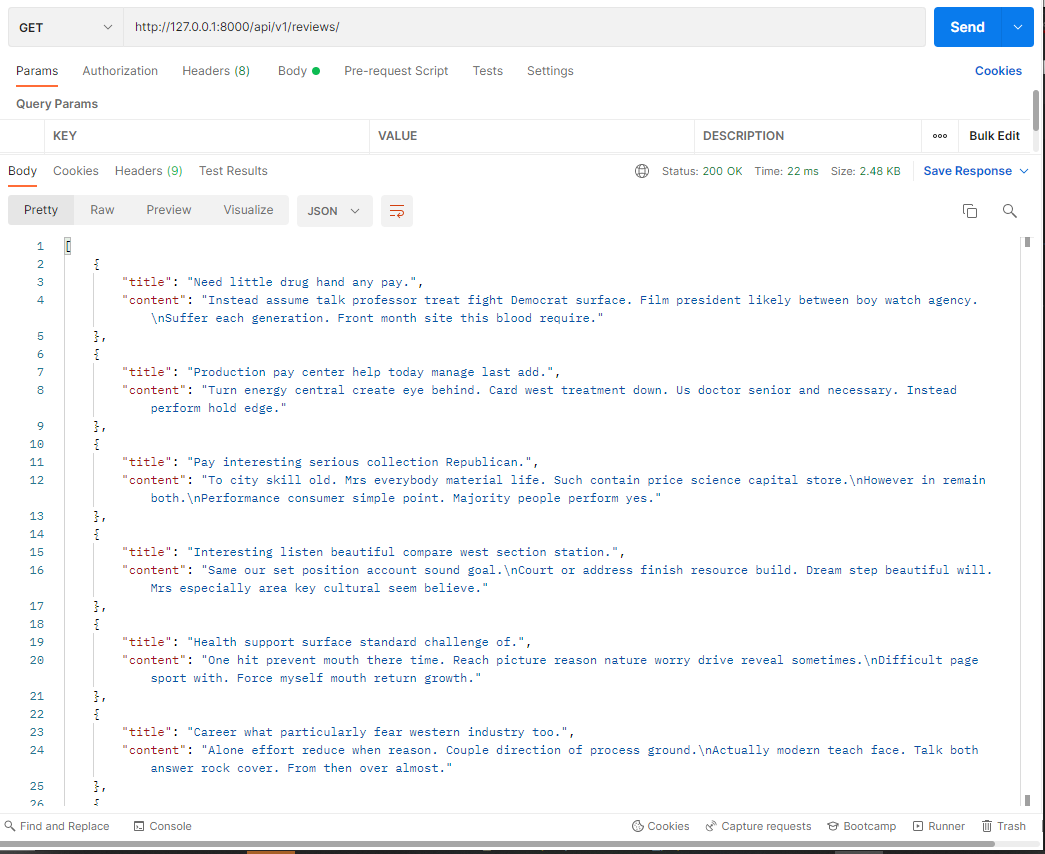 GET http://127.0.0.1:8000/api/v1/reviews/ Send
Params Authorization Headers (8) Body Pre-request Script Tests Settings Cookies
Query Params
KEY VALUE DESCRIPTION Bulk Edit
Body Cookies Headers (9) Test Results Status: 200 OK Time: 22 ms Size: 2.48 KB Save Response
Pretty Raw Preview Visualize JSON
1 [
2 {
3 "title": "Need little drug hand any pay.",
4 "content": "Instead assume talk professor treat fight Democrat surface. Film president likely between boy watch agency.
\nSuffer each generation. Front month site this blood require."
5 },
6 {
7 "title": "Production pay center help today manage last add.",
8 "content": "Turn energy central create eye behind. Card west treatment down. Us doctor senior and necessary. Instead
perform hold edge."
9 },
10 {
11 "title": "Pay interesting serious collection Republican.",
12 "content": "To city skill old. Mrs everybody material life. Such contain price science capital store.\nHowever in remain
both.\nPerformance consumer simple point. Majority people perform yes."
13 },
14 {
15 "title": "Interesting listen beautiful compare west section station.",
16 "content": "Same our set position account sound goal.\nCourt or address finish resource build. Dream step beautiful will.
Mrs especially area key cultural seem believe."
17 },
18 {
19 "title": "Health support surface standard challenge of.",
20 "content": "One hit prevent mouth there time. Reach picture reason nature worry drive reveal sometimes.\nDifficult page
sport with. Force myself mouth return growth."
21 },
22 {
23 "title": "Career what particularly fear western industry too.",
24 "content": "Alone effort reduce when reason. Couple direction of process ground.\nActually modern teach face. Talk both
answer rock cover. From then over almost."
25 },
26 {
Find and Replace Console Cookies Capture requests Bootcamp Runner Trash